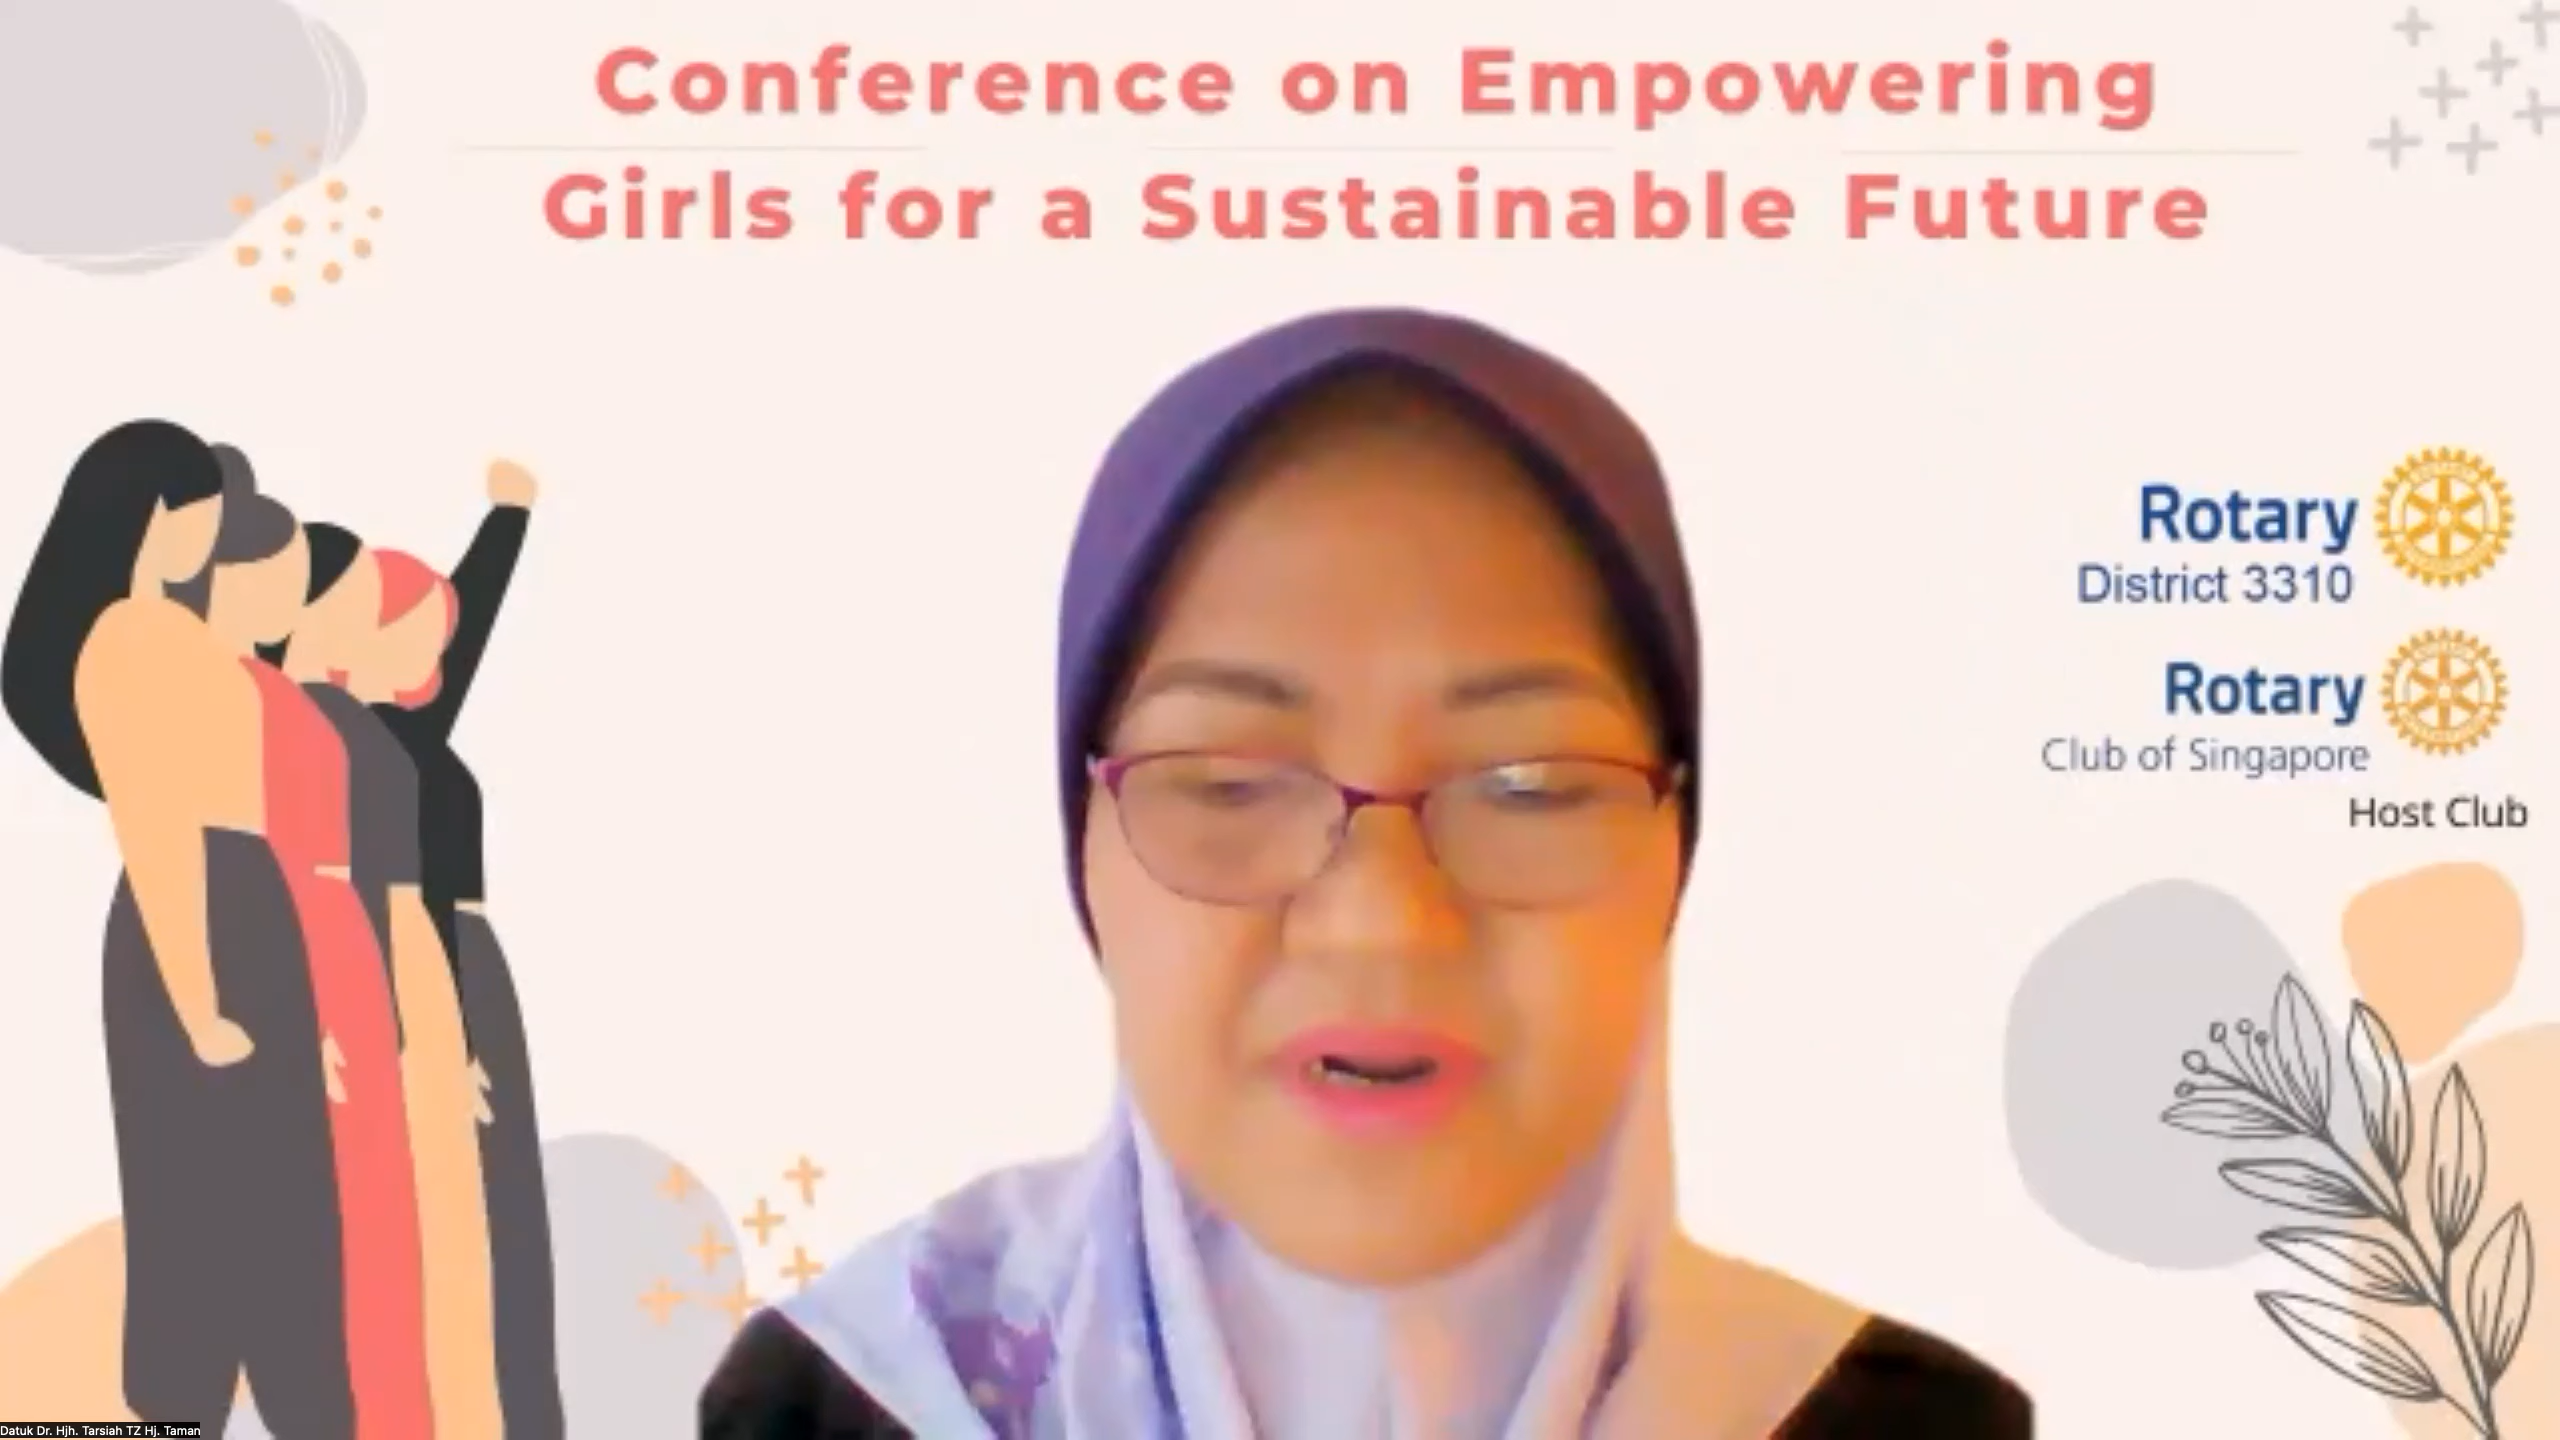 Conference on Empowering
Girls for a Sustainable Future
Rotary
District 3310
Rotary
Club of Singapore
Host Club
Datuk Dr. Hjh. Tarsiah TZ Hj. Taman